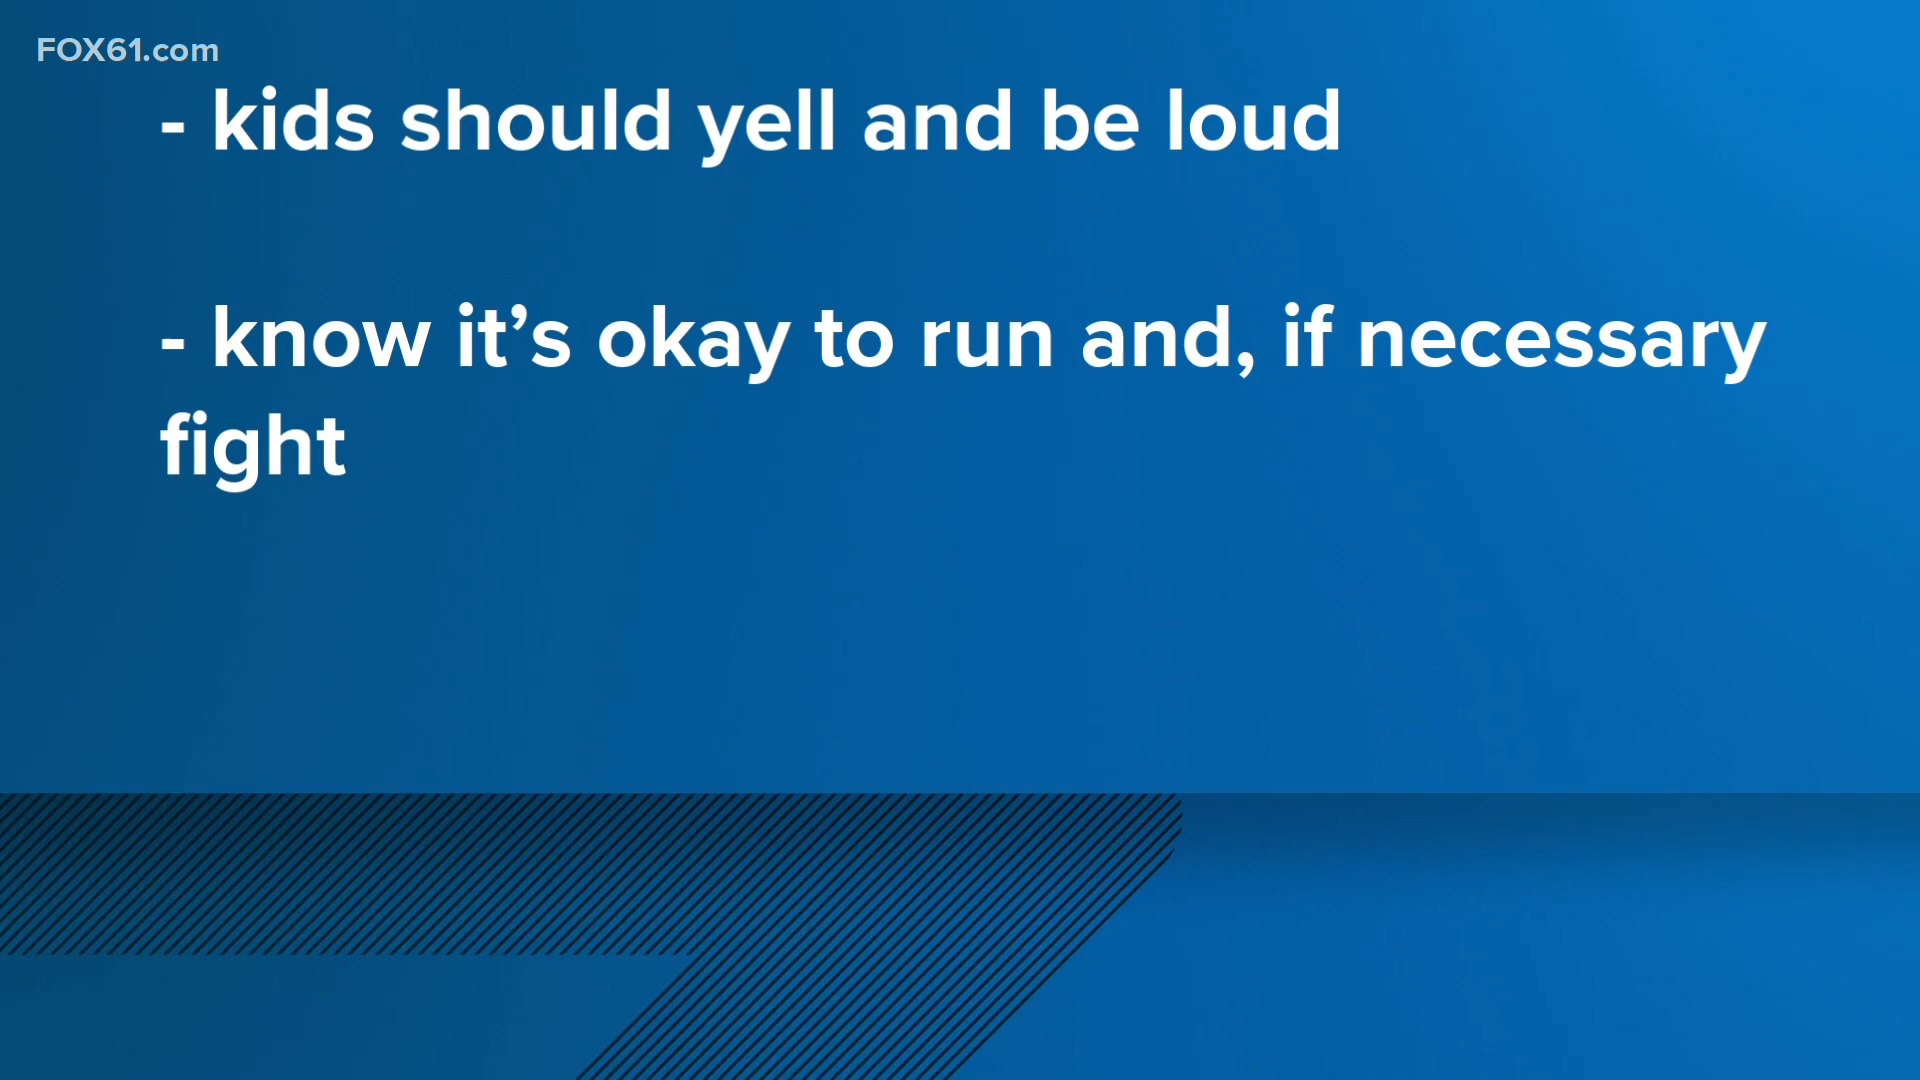 FOX61.com
- kids should yell and be loud
- know it’s okay to run and, if necessary
fight